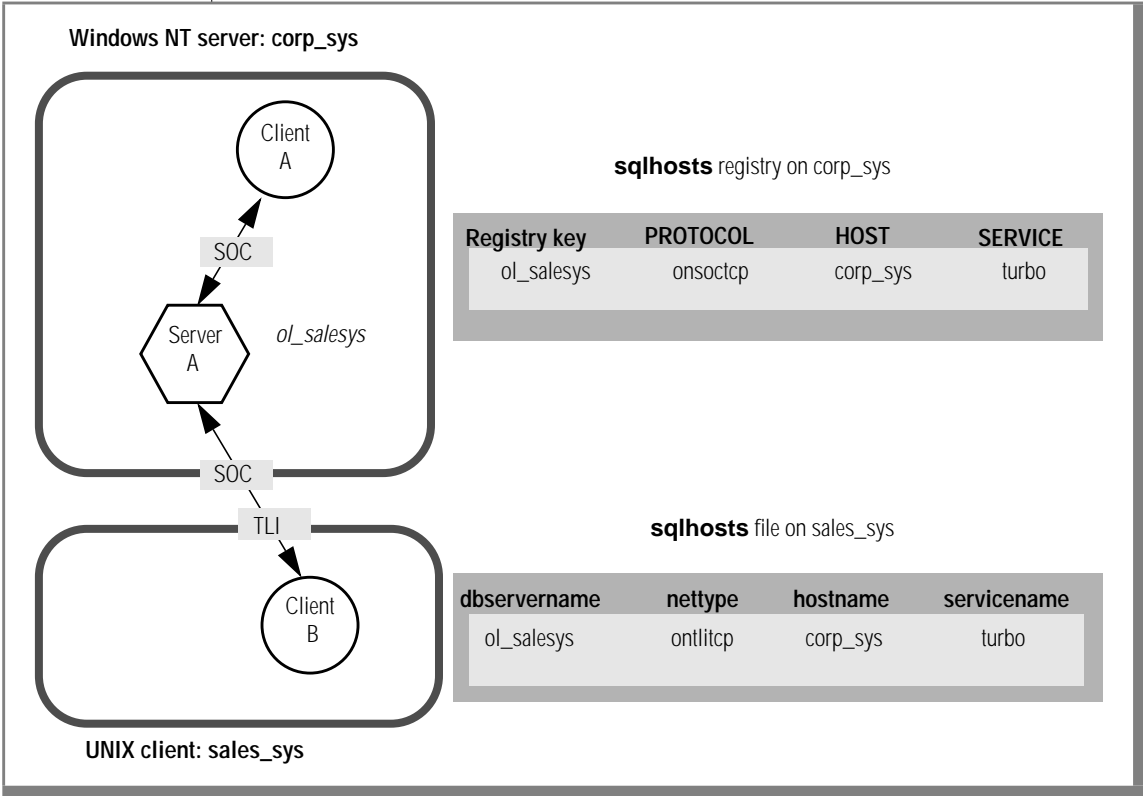 Windows NT server: corp_sys
Client
A
SOC
Server
A
ol_salesys
SOC
TLI
Client
B
UNIX client: sales_sys
sqlhosts registry on corp_sys
Registry key PROTOCOL HOST SERVICE
ol_salesys onsoctcp corp_sys turbo
sqlhosts file on sales_sys
dbservername nettype hostname servicename
ol_salesys ontlitcp corp_sys turbo